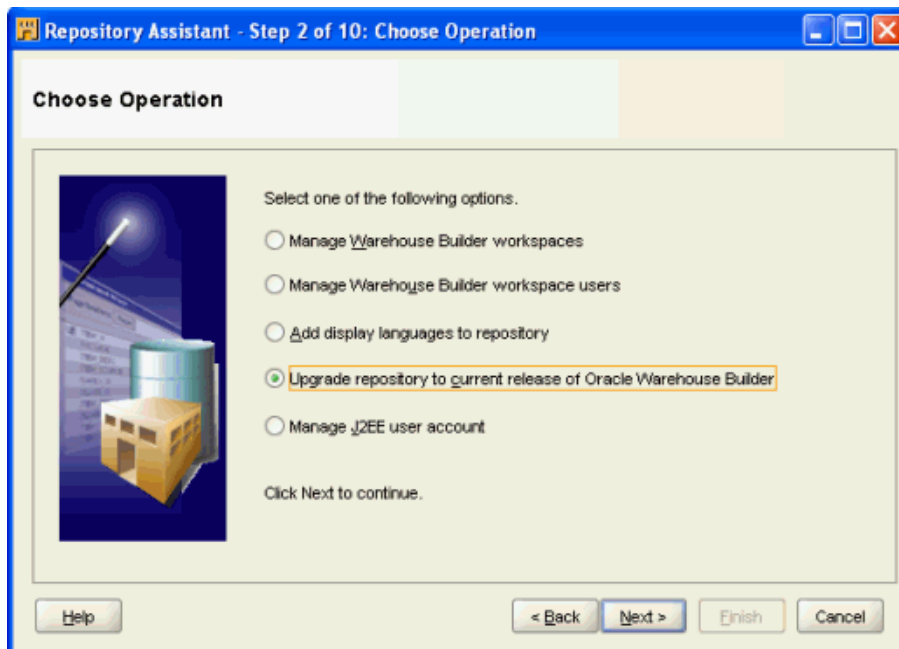 Repository Assistant - Step 2 of 10: Choose Operation
Choose Operation
Select one of the following options.
Manage Warehouse Builder workspaces
Manage Warehouse Builder workspace users
Add display languages to repository
Upgrade repository to current release of Oracle Warehouse Builder
Manage J2EE user account
Click Next to continue.
Help
< Back
Next >
Finish
Cancel